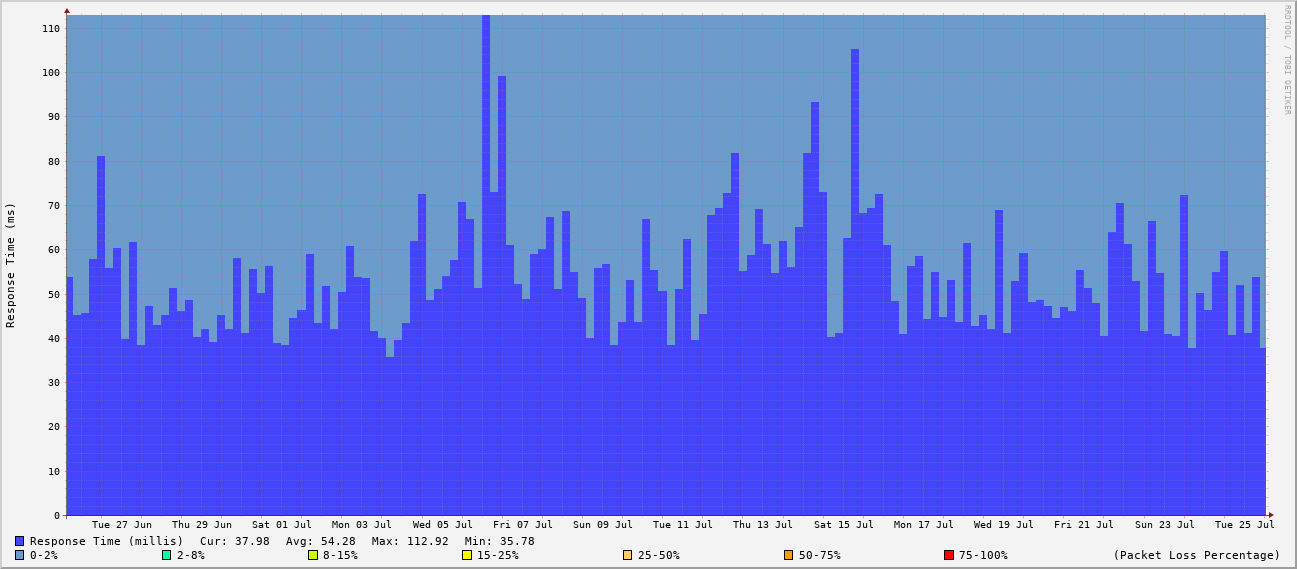 RRDTOOL / TOBI OETIKER
Response Time (ms)
110
100
90
80
70
60
50
40
30
20
10
0
Tue 27 Jun Thu 29 Jun Sat 01 Jul Mon 03 Jul Wed 05 Jul Fri 07 Jul Sun 09 Jul Tue 11 Jul Thu 13 Jul Sat 15 Jul Mon 17 Jul Wed 19 Jul Fri 21 Jul Sun 23 Jul Tue 25 Jul
Response Time (millis) Cur: 37.98 Avg: 54.28 Max: 112.92 Min: 35.78
0-2% 2-8% 8-15% 15-25% 25-50% 50-75% 75-100% (Packet Loss Percentage)